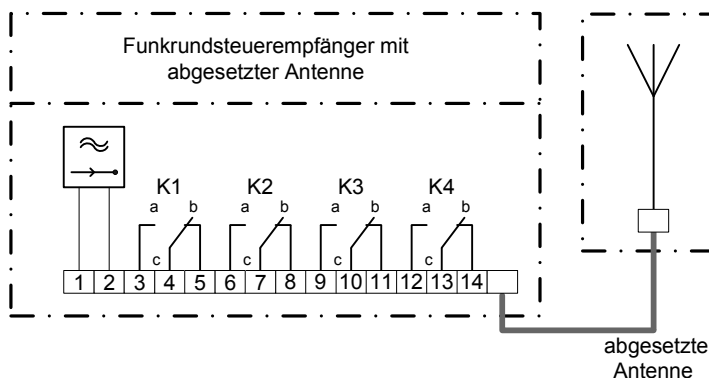 Funkrundsteuerempfänger mit
abgesetzter Antenne
K1 K2 K3 K4
a b a b a b a b
c c c c
1 2 3 4 5 6 7 8 9 10 11 12 13 14
abgesetzte
Antenne